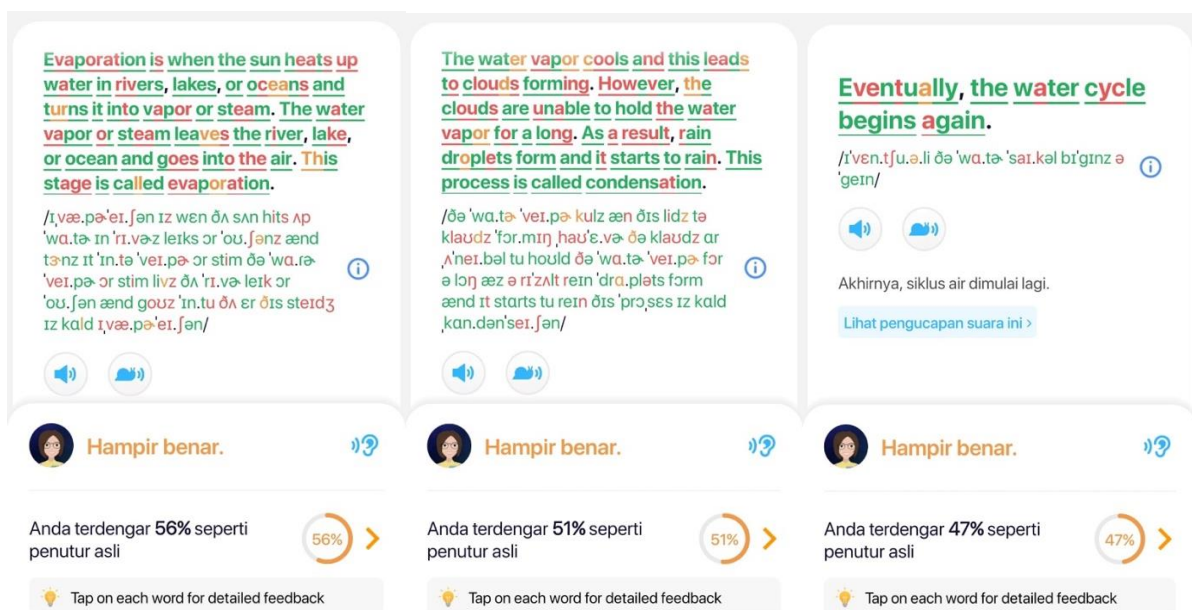 Evaporation is when the sun heats up
water in rivers, lakes, or oceans and
turns it into vapor or steam. The water
vapor or steam leaves the river, lake,
or ocean and goes into the air. This
stage is called evaporation.
/ɪˌvæ.pɚˈeɪ.ʃən ɪz wɛn ðʌ sʌn hits ʌp
ˈwɑ.tɚ ɪn ˈrɪ.vɚz leɪks ɔr ˈoʊ.ʃənz ænd
tɝnz ɪt ˈɪn.tə ˈveɪ.pɚ ɔr stim ðə ˈwɑ.rɚ
ˈveɪ.pɚ ɔr stim livz ðʌ ˈrɪ.vɚ leɪk ɔr
ˈoʊ.ʃən ænd goʊz ˈɪn.tu ðʌ ɛr ðɪs steɪdʒ
ɪz kɑld ɪˌvæ.pɚˈeɪ.ʃən/
Hampir benar.
Anda terdengar 56% seperti
penutur asli
56%
Tap on each word for detailed feedback
The water vapor cools and this leads
to clouds forming. However, the
clouds are unable to hold the water
vapor for a long. As a result, rain
droplets form and it starts to rain. This
process is called condensation.
/ðə ˈwɑ.tɚ ˈveɪ.pɚ kulz æn ðɪs lidz tə
klaʊdz ˈfɔr.mɪŋ ˌhaʊˈɛ.vɚ ðə klaʊdz ɑr
ˌʌˈneɪ.bəl tu hoʊld ðə ˈwɑ.tɚ ˈveɪ.pɚ fɔr
ə lɔŋ æz ə rɪˈzʌlt reɪn ˈdrɑ.pləts fɔrm
ænd ɪt stɑrts tu reɪn ðɪs ˈprɔˌsɛs ɪz kɑld
ˌkɑn.dənˈseɪ.ʃən/
Hampir benar.
Anda terdengar 51% seperti
penutur asli
51%
Tap on each word for detailed feedback
Eventually, the water cycle
begins again.
/ɪˈvɛn.tʃu.ə.li ðə ˈwɑ.tɚ ˈsaɪ.kəl bɪˈgɪnz ə
ˈgeɪn/
Akhirnya, siklus air dimulai lagi.
Lihat pengucapan suara ini >
Hampir benar.
Anda terdengar 47% seperti
penutur asli
47%
Tap on each word for detailed feedback